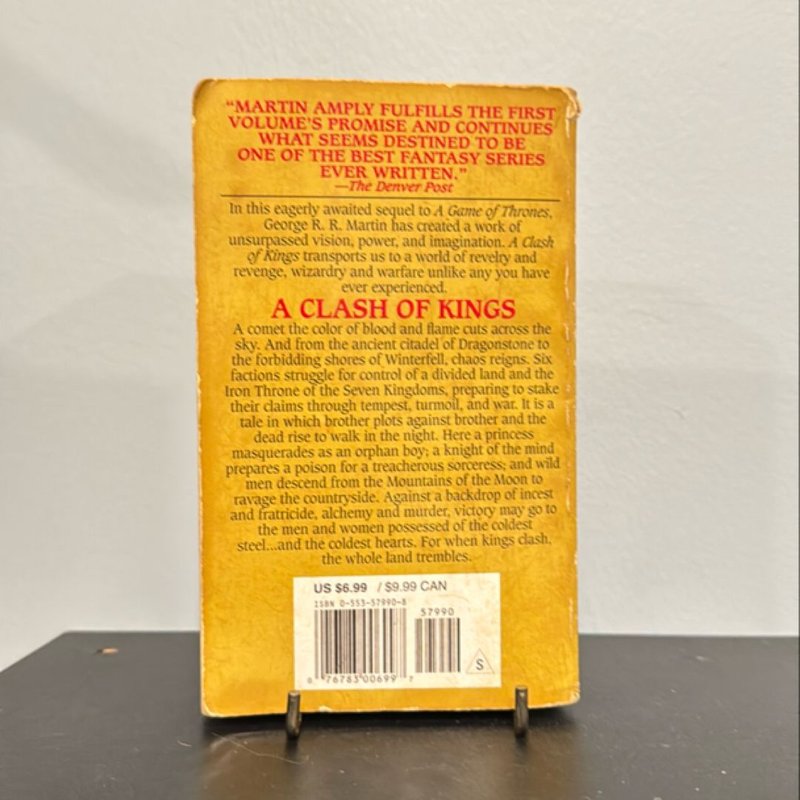 “MARTIN AMPLY FULFILLS THE FIRST
VOLUME’S PROMISE AND CONTINUES
WHAT SEEMS DESTINED TO BE
ONE OF THE BEST FANTASY SERIES
EVER WRITTEN.”
—The Denver Post
In this eagerly awaited sequel to A Game of Thrones,
George R. R. Martin has created a work of
unsurpassed vision, power, and imagination. A Clash
of Kings transports us to a world of revelry and
revenge, wizardry and warfare unlike any you have
ever experienced.
A CLASH OF KINGS
A comet the color of blood and flame cuts across the
sky. And from the ancient citadel of Dragonstone to
the forbidding shores of Winterfell, chaos reigns. Six
factions struggle for control of a divided land and the
Iron Throne of the Seven Kingdoms, preparing to stake
their claims through tempest, turmoil, and war. It is a
tale in which brother plots against brother and the
dead rise to walk in the night. Here a princess
masquerades as an orphan boy; a knight of the mind
prepares a poison for a treacherous sorceress; and wild
men descend from the Mountains of the Moon to
ravage the countryside. Against a backdrop of incest
and fratricide, alchemy and murder, victory may go to
the men and women possessed of the coldest
steel...and the coldest hearts. For when kings clash,
the whole land trembles.
US $6.99 / $9.99 CAN
ISBN 0-553-57990-8
57990
S
0 76783 00699 7